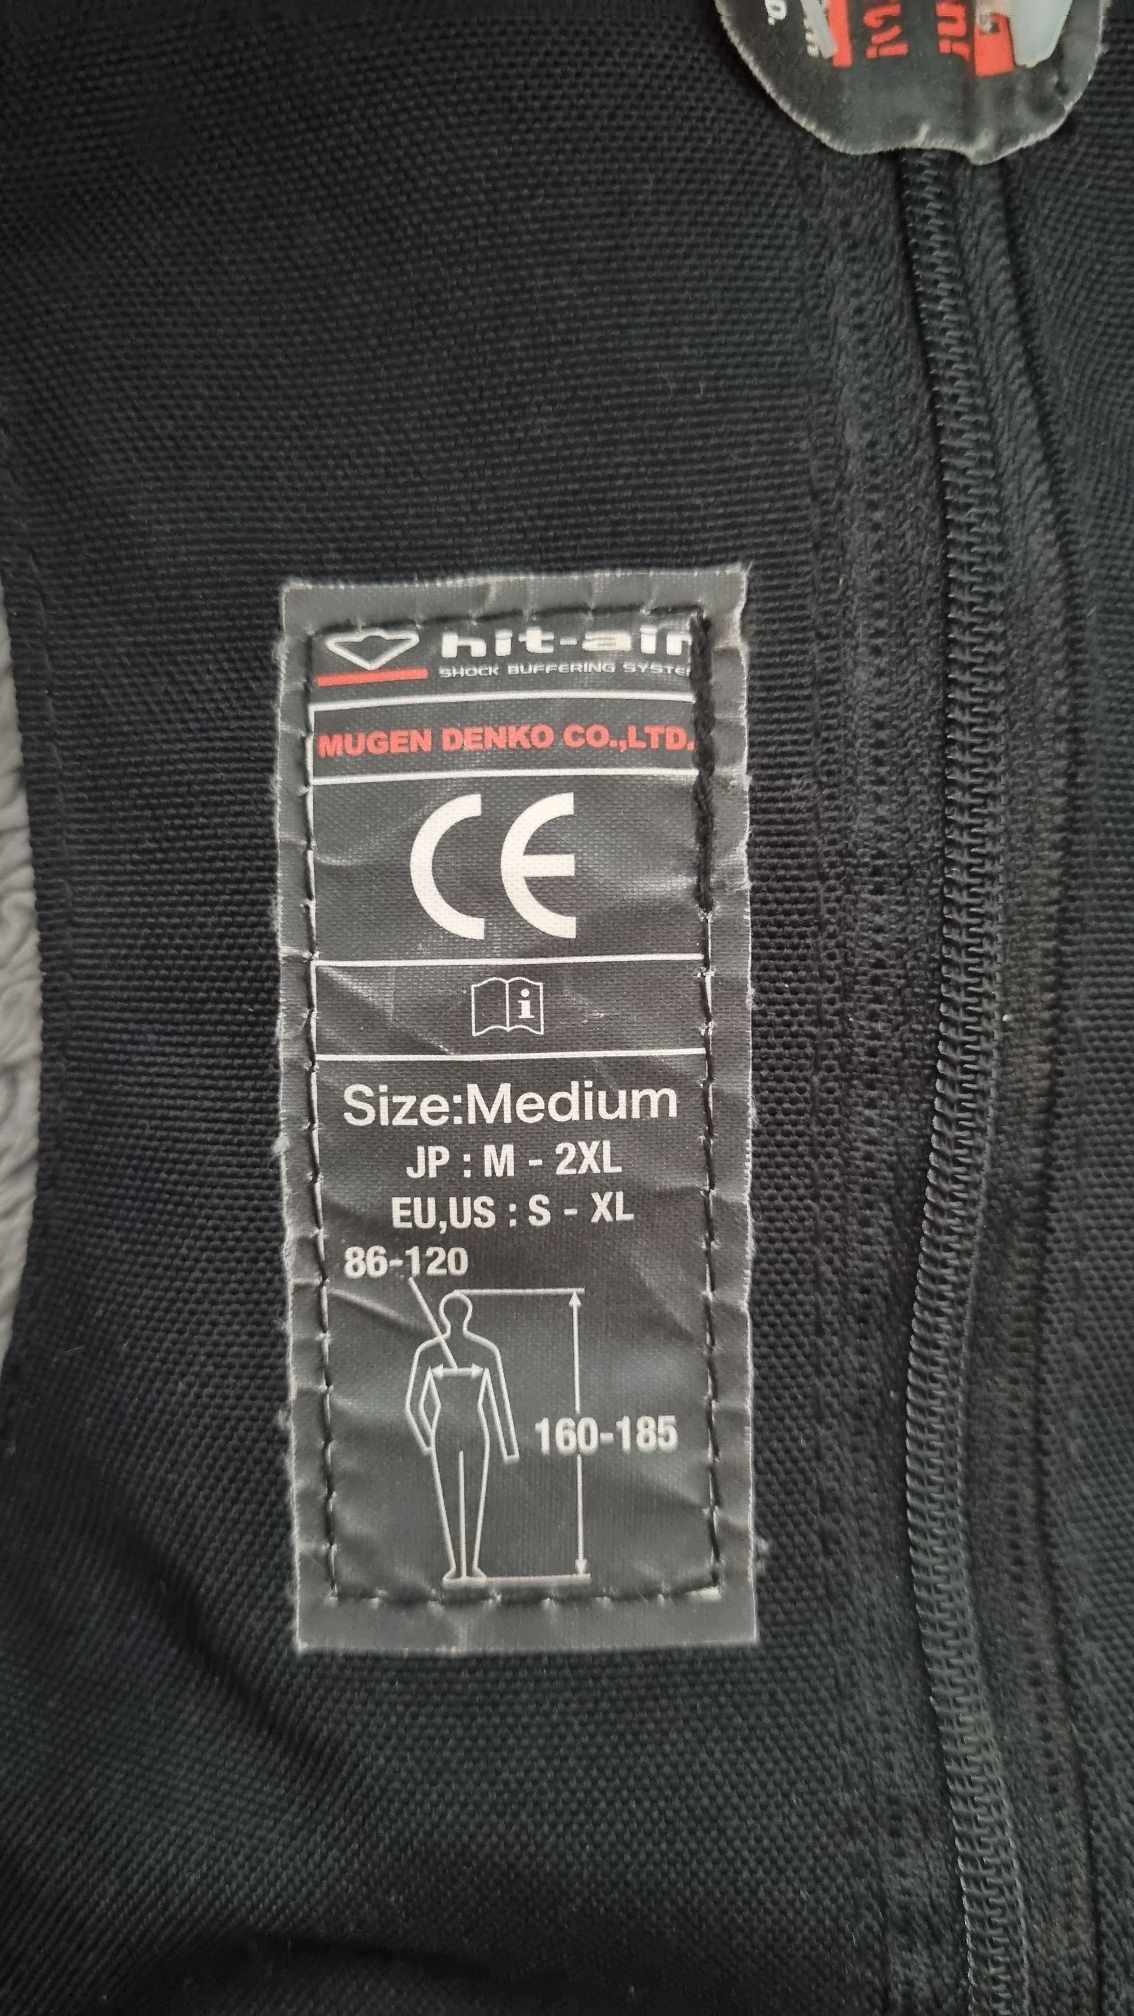 hit-air
SHOCK BUFFERING SYSTEM
MUGEN DENKO CO.,LTD.
CE
i
Size:Medium
JP : M - 2XL
EU,US : S - XL
86-120
160-185